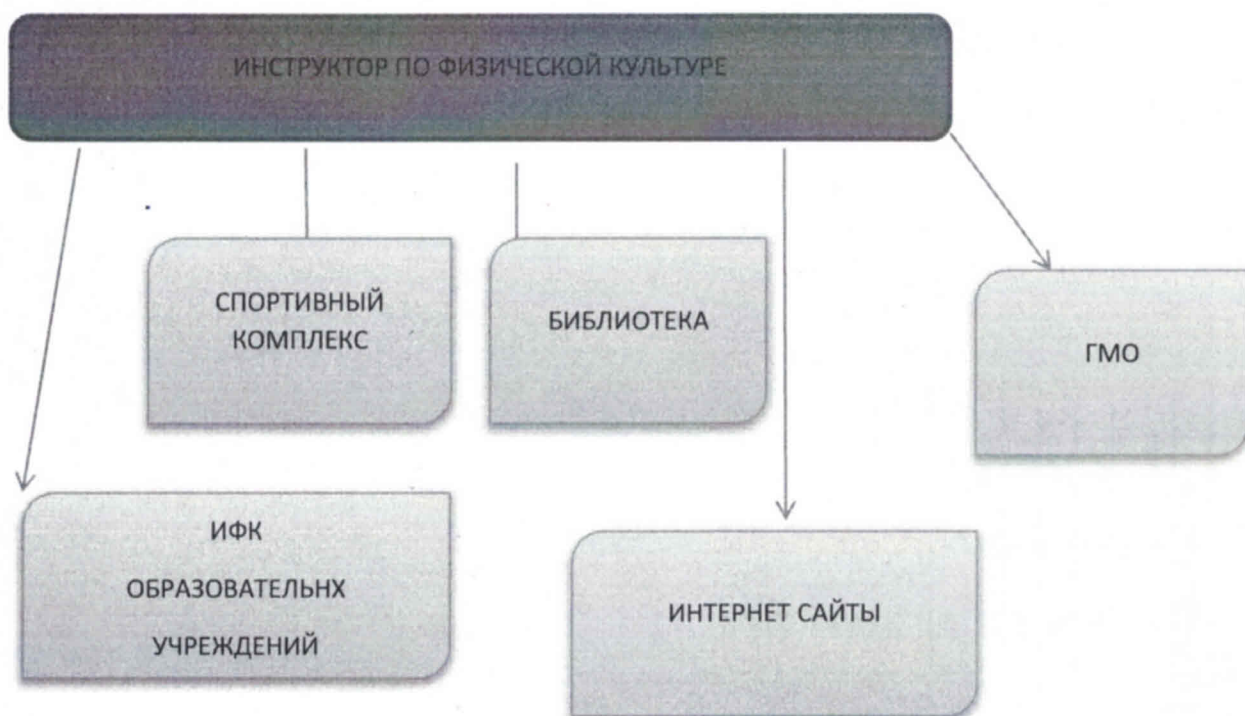 ИНСТРУКТОР ПО ФИЗИЧЕСКОЙ КУЛЬТУРЕ
СПОРТИВНЫЙ
КОМПЛЕКС
БИБЛИОТЕКА
ГМО
ИФК
ОБРАЗОВАТЕЛЬНХ
УЧРЕЖДЕНИЙ
ИНТЕРНЕТ САЙТЫ